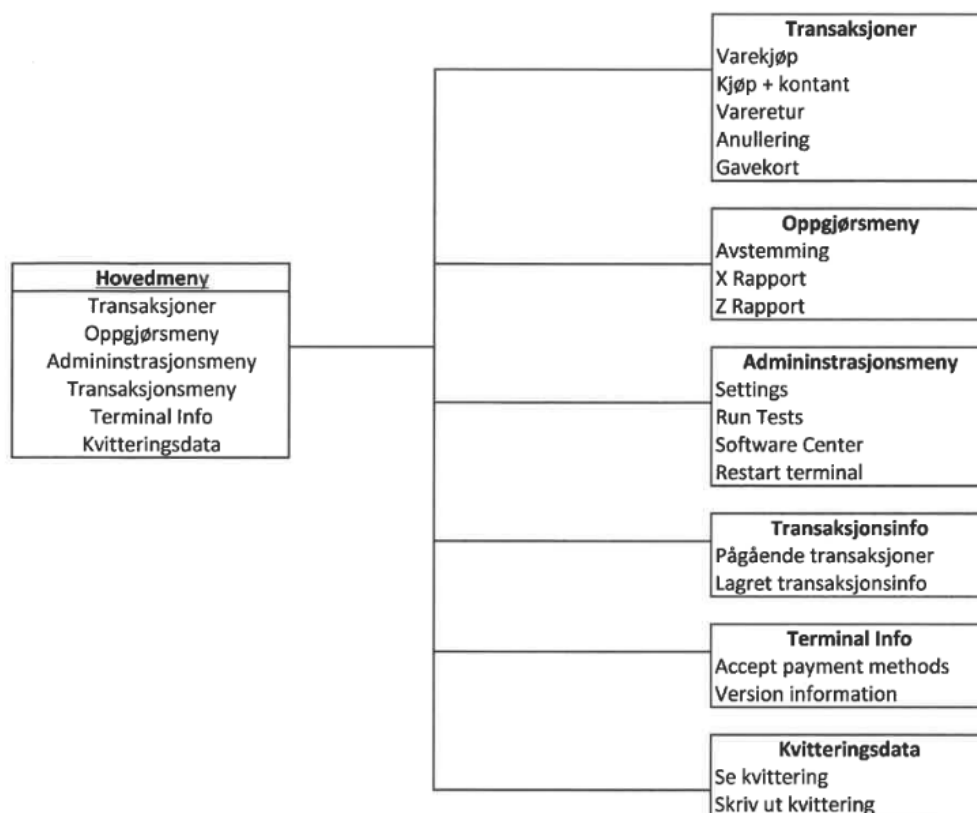 Hovedmeny
Transaksjoner
Oppgjørsmeny
Admininstrasjonsmeny
Transaksjonsmeny
Terminal Info
Kvitteringsdata
Transaksjoner
Varekjøp
Kjøp + kontant
Vareretur
Anullering
Gavekort
Oppgjørsmeny
Avstemming
X Rapport
Z Rapport
Admininstrasjonsmeny
Settings
Run Tests
Software Center
Restart terminal
Transaksjonsinfo
Pågående transaksjoner
Lagret transaksjonsinfo
Terminal Info
Accept payment methods
Version information
Kvitteringsdata
Se kvittering
Skriv ut kvittering